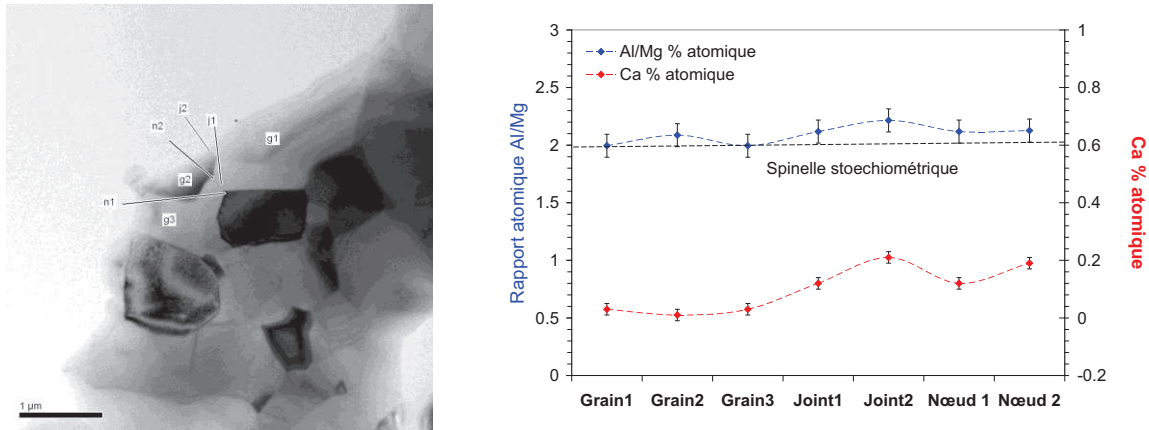 j2
j1
n2
g1
g2
n1
g3
1 µm
3
2.5
2
1.5
1
0.5
0
Rapport atomique Al/Mg
Al/Mg % atomique
Ca % atomique
Spinelle stoechiométrique
1
0.8
0.6
0.4
0.2
0
-0.2
Ca % atomique
Grain1 Grain2 Grain3 Joint1 Joint2 Nœud 1 Nœud 2